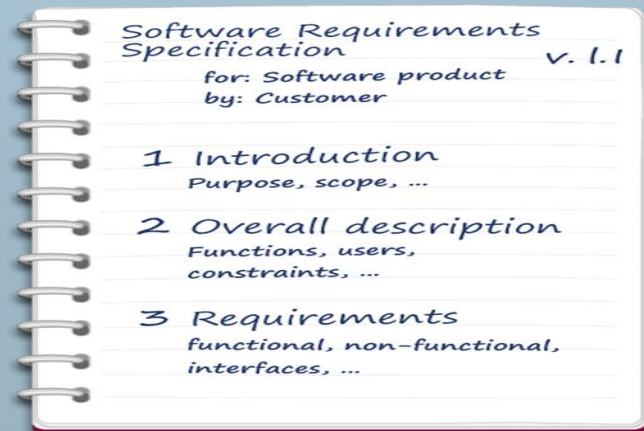 Software Requirements
Specification
v. 1.1
for: Software product
by: Customer
1 Introduction
Purpose, scope, ...
2 Overall description
Functions, users,
constraints, ...
3 Requirements
functional, non-functional,
interfaces, ...